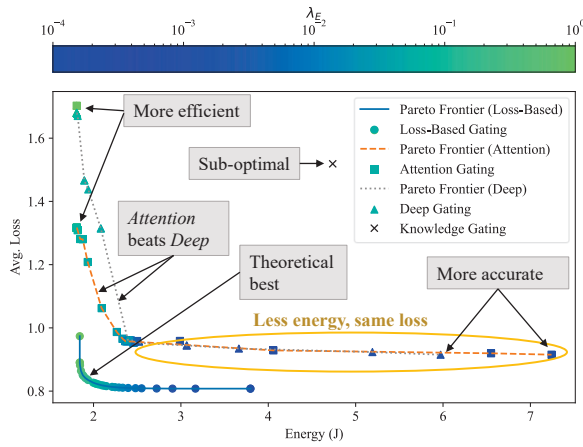 λ_E
10⁻⁴ 10⁻³ 10⁻² 10⁻¹ 10⁰
Avg. Loss
1.6
1.4
1.2
1.0
0.8
More efficient
Sub-optimal
Attention
beats Deep
Theoretical
best
More accurate
Less energy, same loss
Pareto Frontier (Loss-Based)
Loss-Based Gating
Pareto Frontier (Attention)
Attention Gating
Pareto Frontier (Deep)
Deep Gating
Knowledge Gating
2 3 4 5 6 7
Energy (J)